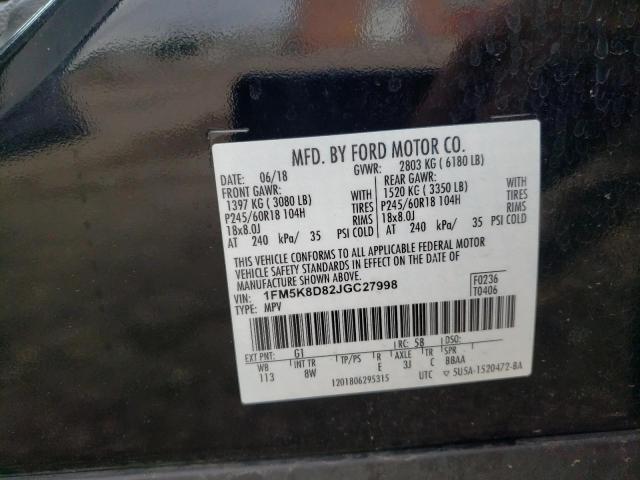 MFD. BY FORD MOTOR CO.
DATE: 06/18 GVWR: 2803 KG ( 6180 LB)
FRONT GAWR: REAR GAWR:
1397 KG ( 3080 LB) 1520 KG ( 3350 LB)
P245/60R18 104H TIRES P245/60R18 104H TIRES
18x8.0J RIMS 18x8.0J RIMS
AT 240 kPa/ 35 PSI COLD AT 240 kPa/ 35 PSI COLD
THIS VEHICLE CONFORMS TO ALL APPLICABLE FEDERAL MOTOR
VEHICLE SAFETY STANDARDS IN EFFECT ON THE DATE OF
MANUFACTURE SHOWN ABOVE.
VIN: 1FM5K8D82JGC27998
TYPE: MPV
F0236
T0406
EXT PNT: G1 RC: 58 DSO:
WB INT TR TP/PS R AXLE TR SPR
113 8W E 3J C BBAA
1201806295315 UTC ▽ 5U5A-1520472-BA